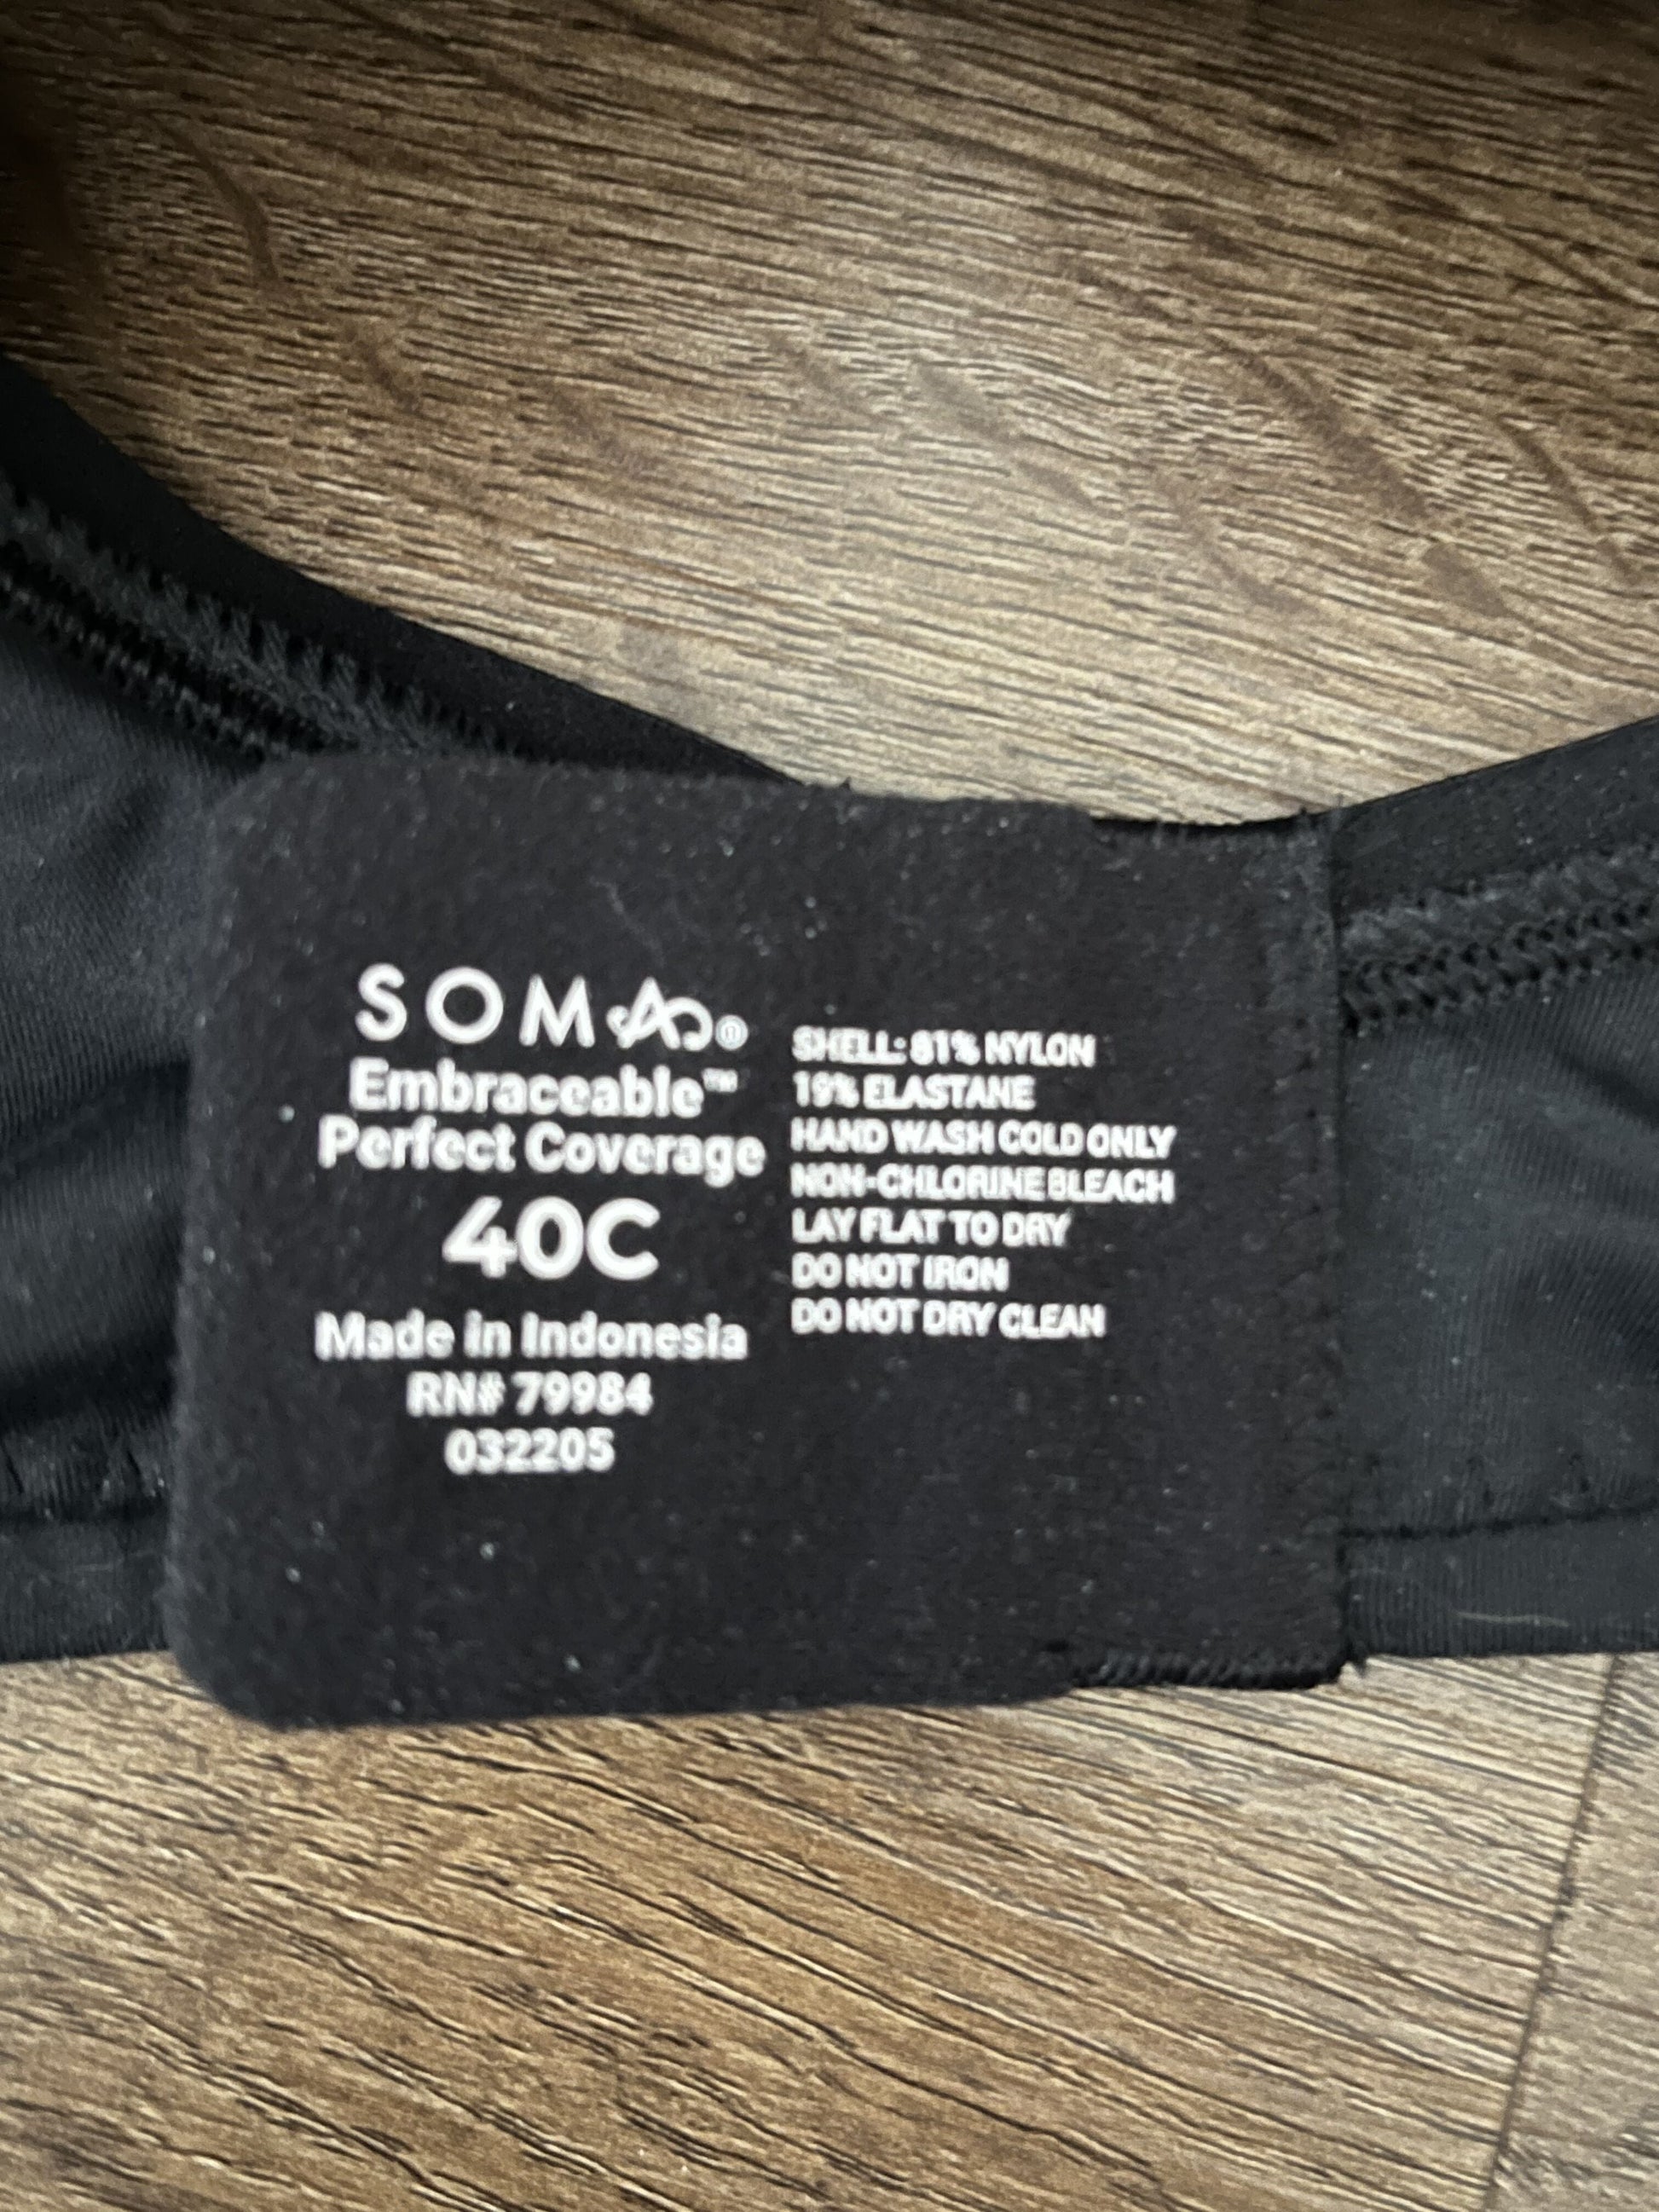 SOMA®
Embraceable™
Perfect Coverage
40C
Made in Indonesia
RN# 79984
032205
SHELL: 81% NYLON
19% ELASTANE
HAND WASH COLD ONLY
NON-CHLORINE BLEACH
LAY FLAT TO DRY
DO NOT IRON
DO NOT DRY CLEAN